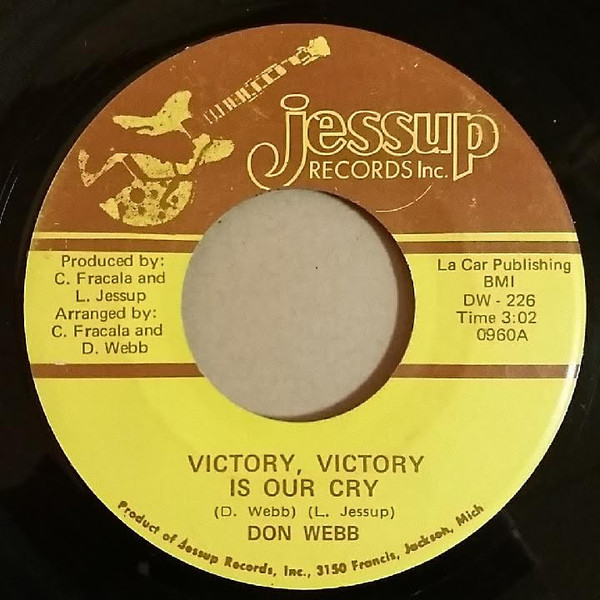 jessup
RECORDS Inc.
Produced by:
C. Fracala and
L. Jessup
Arranged by:
C. Fracala and
D. Webb
La Car Publishing
BMI
DW - 226
Time 3:02
0960A
VICTORY, VICTORY
IS OUR CRY
(D. Webb) (L. Jessup)
DON WEBB
Product of Jessup Records, Inc., 3150 Francis, Jackson, Mich